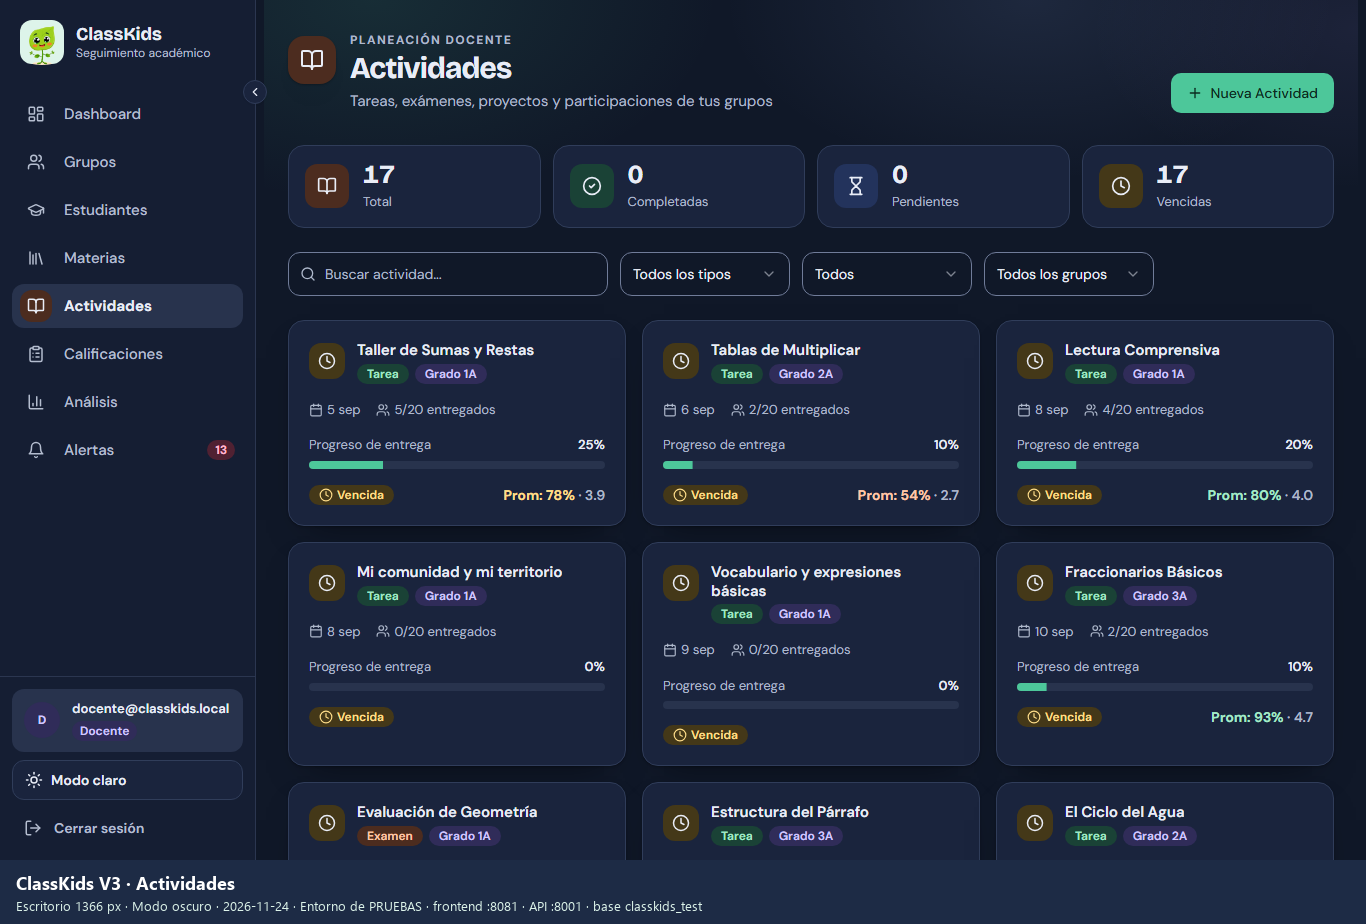 ClassKids
Seguimiento académico
Dashboard
Grupos
Estudiantes
Materias
Actividades
Calificaciones
Análisis
Alertas 13
D docente@classkids.local
Docente
Modo claro
Cerrar sesión
PLANEACIÓN DOCENTE
Actividades
Tareas, exámenes, proyectos y participaciones de tus grupos
+ Nueva Actividad
17
Total
0
Completadas
0
Pendientes
17
Vencidas
Buscar actividad...
Todos los tipos
Todos
Todos los grupos
Taller de Sumas y Restas
Tarea Grado 1A
5 sep 5/20 entregados
Progreso de entrega 25%
Vencida Prom: 78% · 3.9
Tablas de Multiplicar
Tarea Grado 2A
6 sep 2/20 entregados
Progreso de entrega 10%
Vencida Prom: 54% · 2.7
Lectura Comprensiva
Tarea Grado 1A
8 sep 4/20 entregados
Progreso de entrega 20%
Vencida Prom: 80% · 4.0
Mi comunidad y mi territorio
Tarea Grado 1A
8 sep 0/20 entregados
Progreso de entrega 0%
Vencida
Vocabulario y expresiones
básicas
Tarea Grado 1A
9 sep 0/20 entregados
Progreso de entrega 0%
Vencida
Fraccionarios Básicos
Tarea Grado 3A
10 sep 2/20 entregados
Progreso de entrega 10%
Vencida Prom: 93% · 4.7
Evaluación de Geometría
Examen Grado 1A
Estructura del Párrafo
Tarea Grado 3A
El Ciclo del Agua
Tarea Grado 2A
ClassKids V3 · Actividades
Escritorio 1366 px · Modo oscuro · 2026-11-24 · Entorno de PRUEBAS · frontend :8081 · API :8001 · base classkids_test